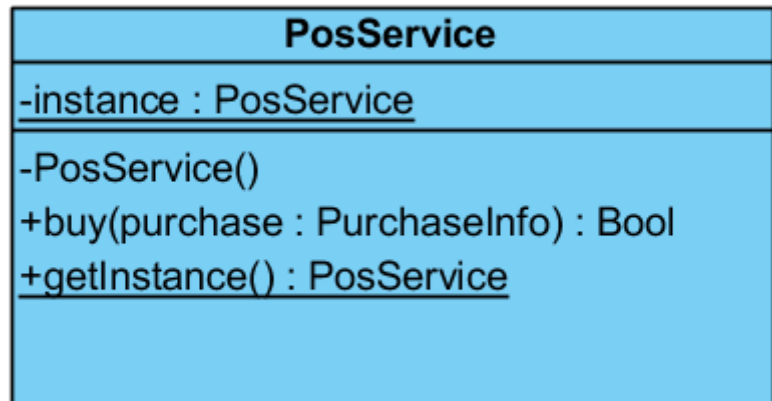 PosService
-instance : PosService
-PosService()
+buy(purchase : PurchaseInfo) : Bool
+getInstance() : PosService